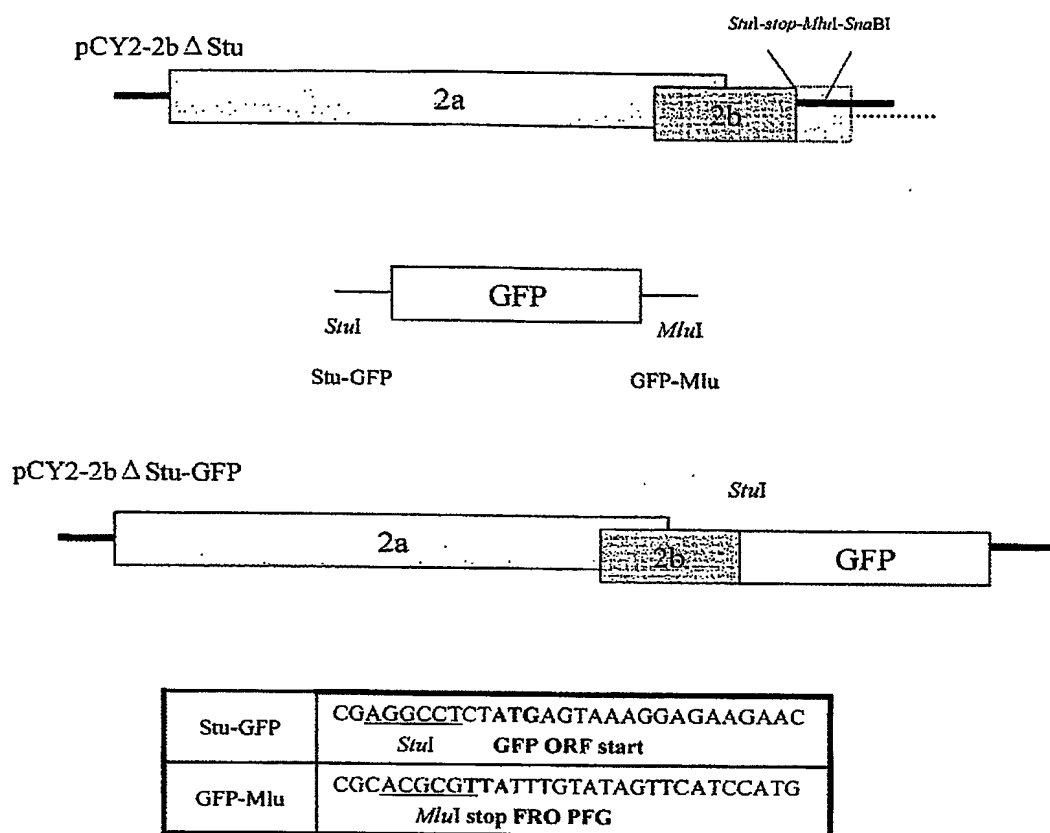 StuI-stop-MluI-SnaBI
pCY2-2b Δ Stu
2a
2b
GFP
StuI
MluI
Stu-GFP
GFP-Mlu
pCY2-2b Δ Stu-GFP
StuI
2a
2b
GFP
Stu-GFP
CGAGGCCTCTATGAGTAAAGGAGAAGAAC
StuI GFP ORF start
GFP-Mlu
CGCACGCGTTATTTGTATAGTTCATCCATG
MluI stop FRO PFG